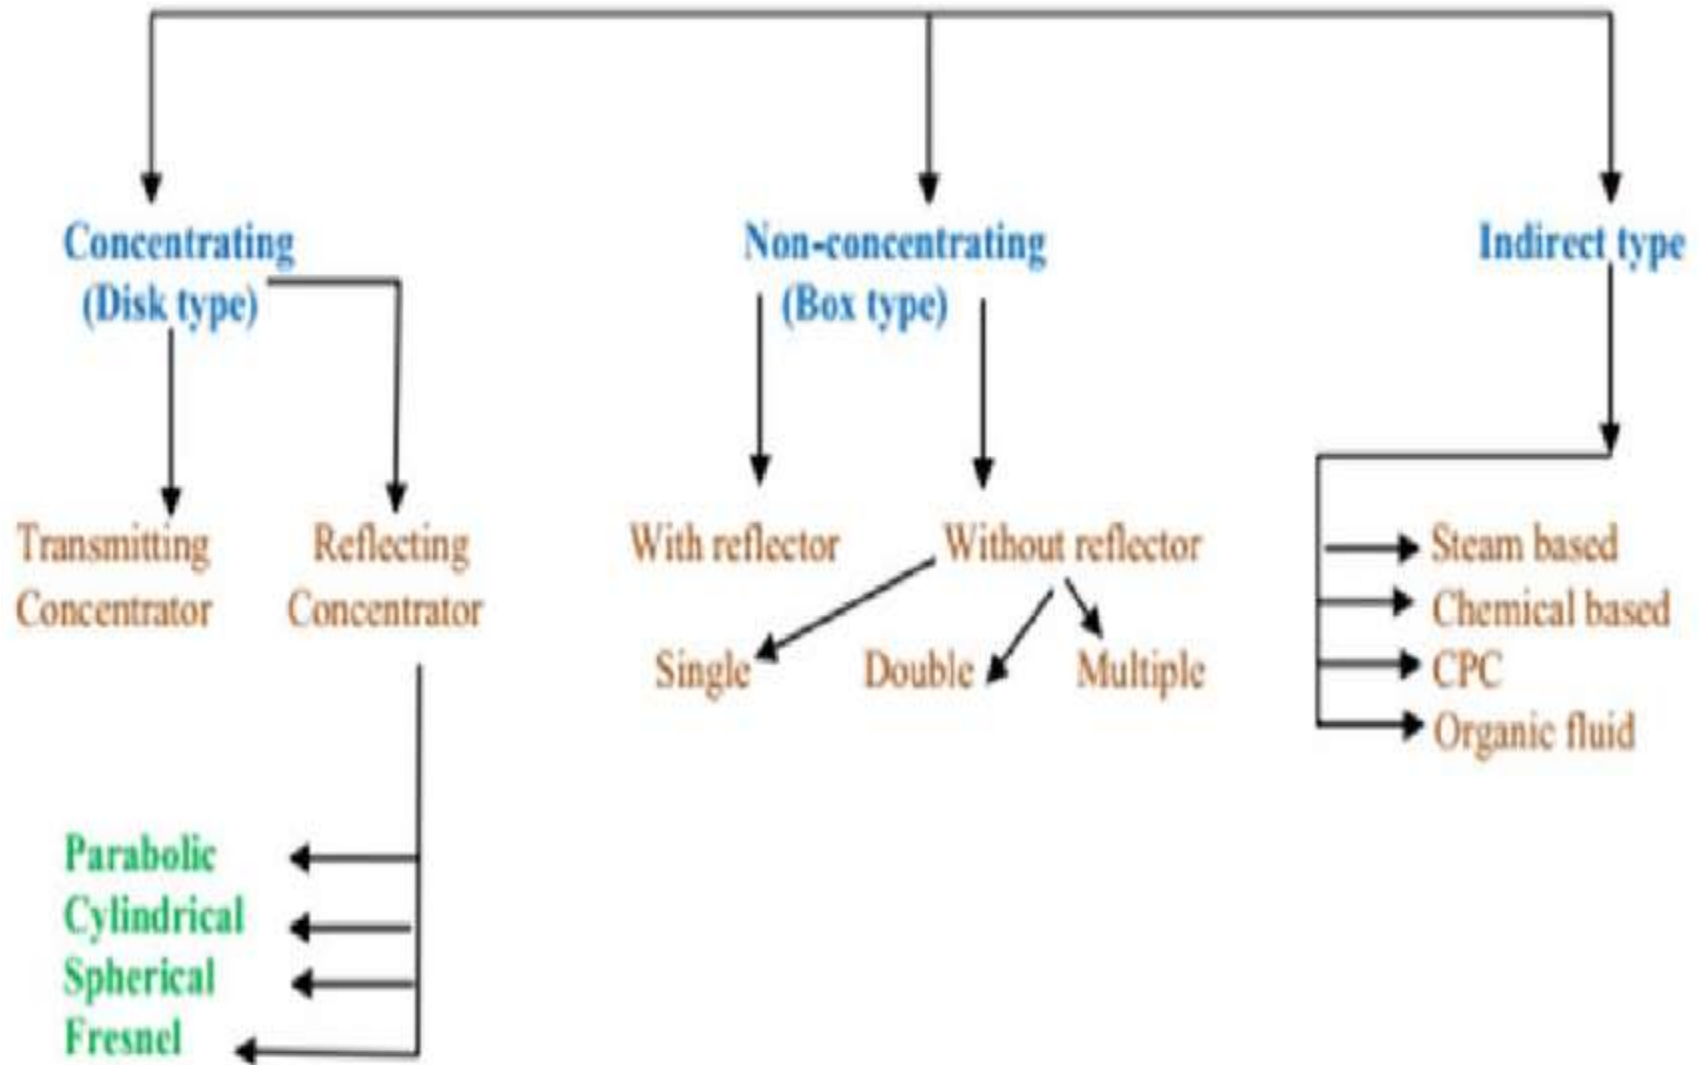 Concentrating
(Disk type)
Non-concentrating
(Box type)
Indirect type
Transmitting
Concentrator
Reflecting
Concentrator
With reflector
Without reflector
Single
Double
Multiple
Steam based
Chemical based
CPC
Organic fluid
Parabolic
Cylindrical
Spherical
Fresnel